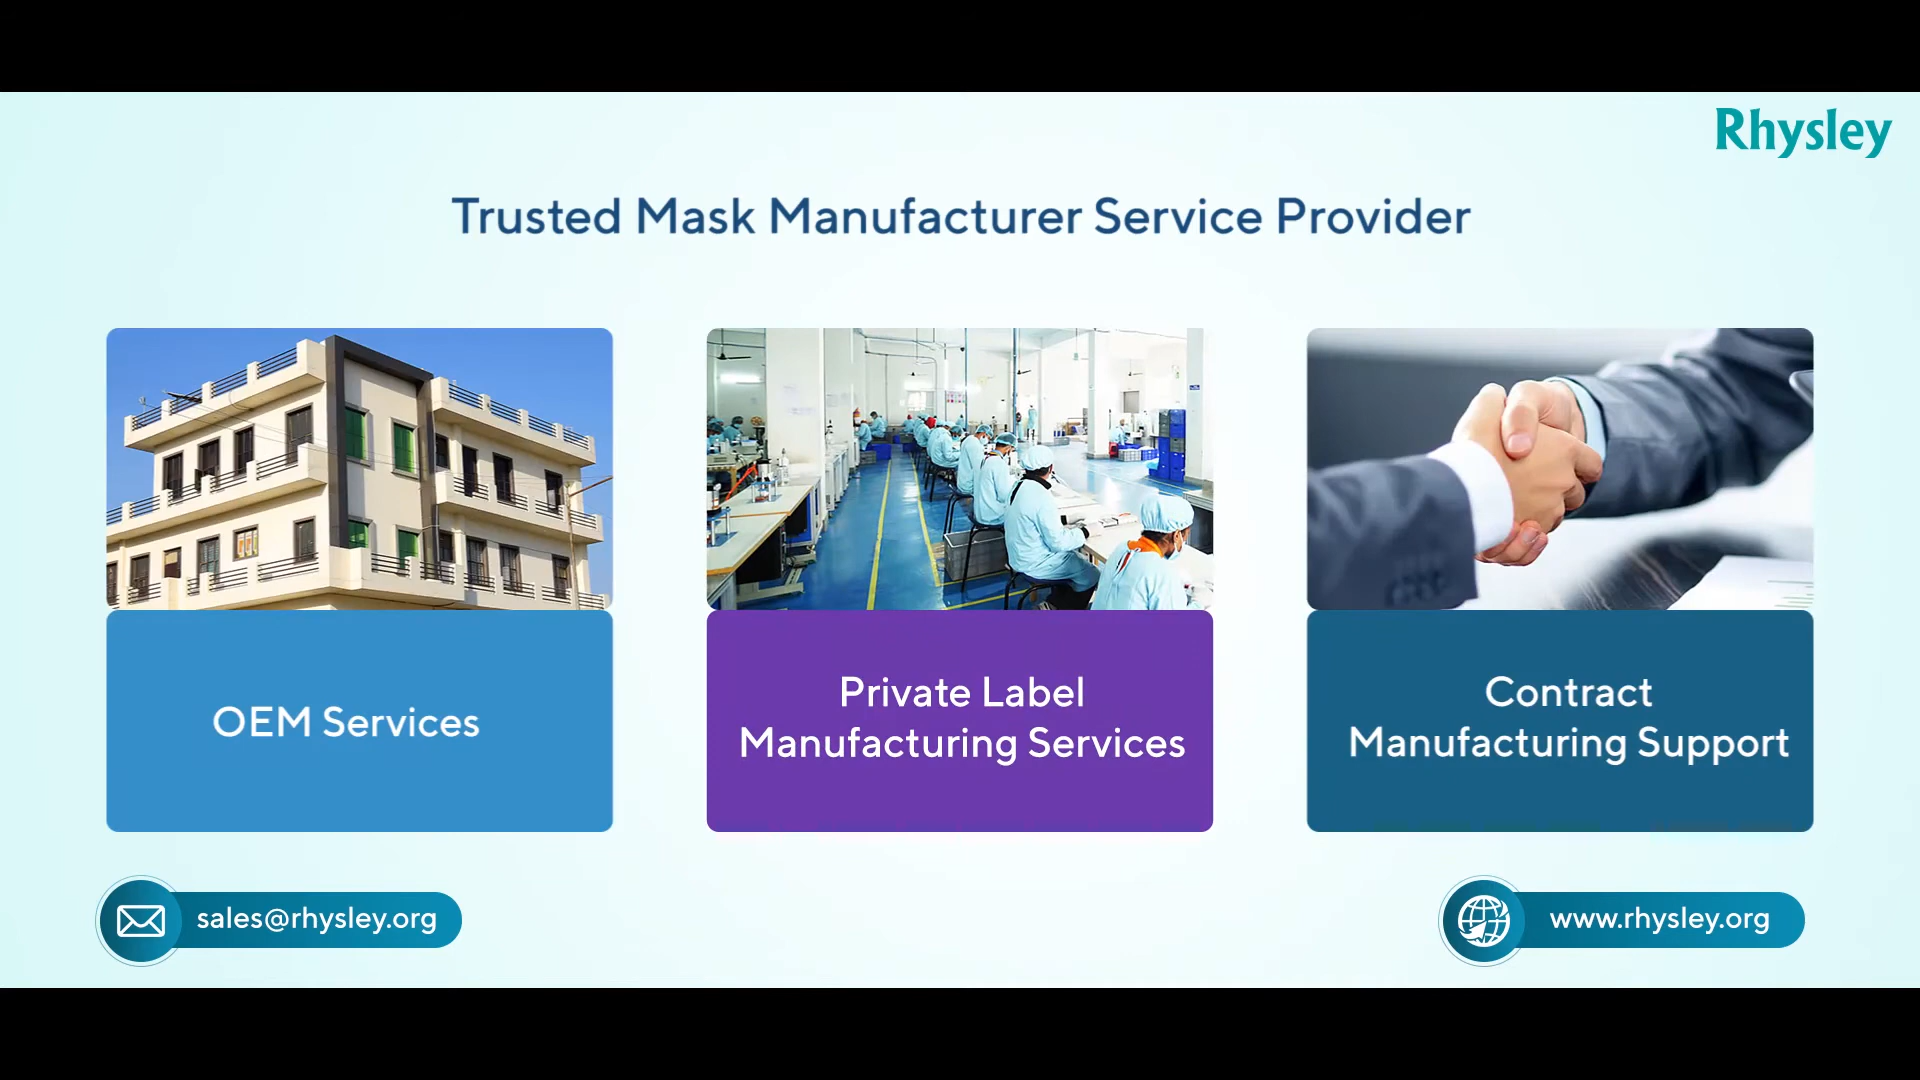 Rhysley
Trusted Mask Manufacturer Service Provider
OEM Services
Private Label
Manufacturing Services
Contract
Manufacturing Support
sales@rhysley.org
www.rhysley.org